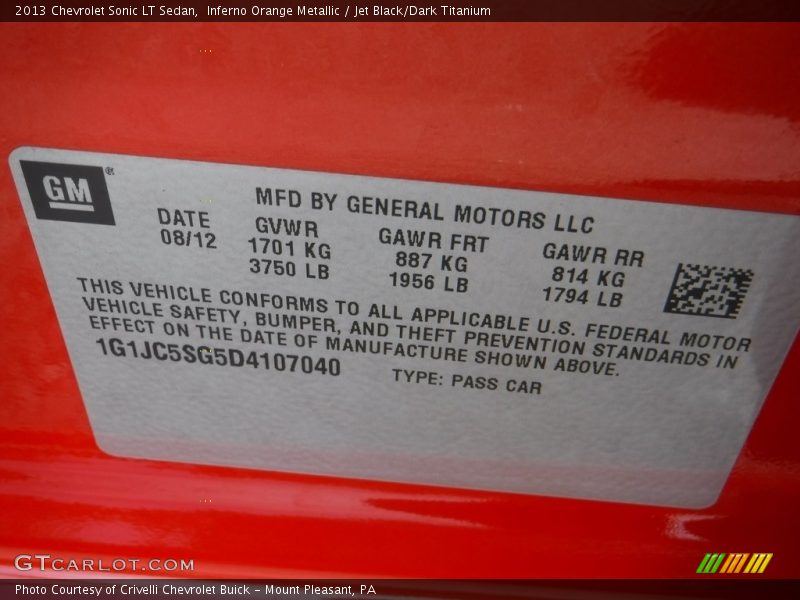 2013 Chevrolet Sonic LT Sedan,  Inferno Orange Metallic / Jet Black/Dark Titanium
GM®
MFD BY GENERAL MOTORS LLC
DATE GVWR GAWR FRT GAWR RR
08/12 1701 KG 887 KG 814 KG
3750 LB 1956 LB 1794 LB
THIS VEHICLE CONFORMS TO ALL APPLICABLE U.S. FEDERAL MOTOR
VEHICLE SAFETY, BUMPER, AND THEFT PREVENTION STANDARDS IN
EFFECT ON THE DATE OF MANUFACTURE SHOWN ABOVE.
1G1JC5SG5D4107040 TYPE: PASS CAR
GTCARLOT.COM
Photo Courtesy of Crivelli Chevrolet Buick - Mount Pleasant, PA